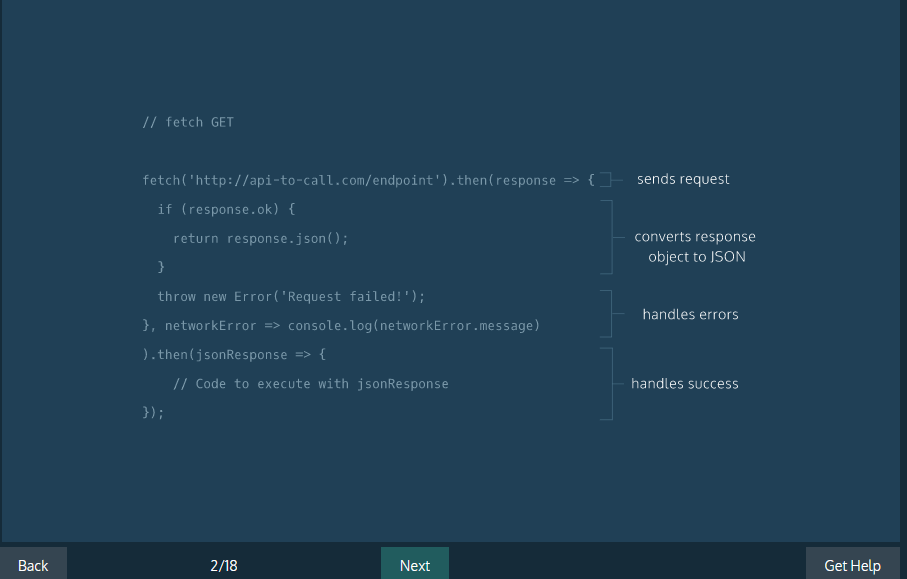 // fetch GET
fetch('http://api-to-call.com/endpoint').then(response => {
sends request
if (response.ok) {
return response.json();
}
converts response
object to JSON
throw new Error('Request failed!');
}, networkError => console.log(networkError.message)
handles errors
).then(jsonResponse => {
// Code to execute with jsonResponse
});
handles success
Back
2/18
Next
Get Help